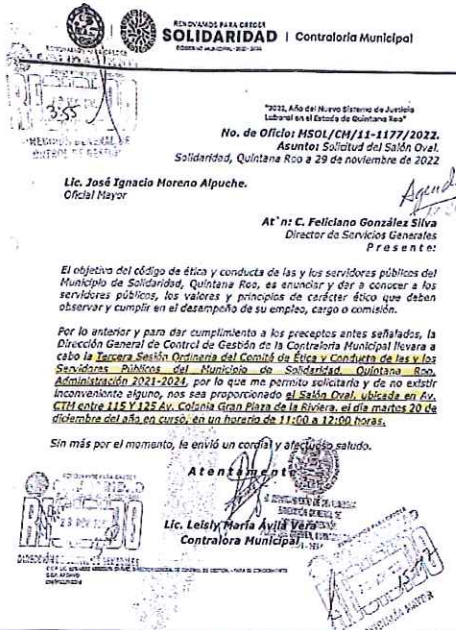 RENOVAMOS PARA CRECER
SOLIDARIDAD | Contraloría Municipal
GOBIERNO MUNICIPAL · 2021 - 2024
3:55
"2022, Año del Nuevo Sistema de Justicia
Laboral en el Estado de Quintana Roo"
No. de Oficio: MSOL/CM/11-1177/2022.
Asunto: Solicitud del Salón Oval.
Solidaridad, Quintana Roo a 29 de noviembre de 2022
Lic. José Ignacio Moreno Alpuche.
Oficial Mayor
At´n: C. Feliciano González Silva
Director de Servicios Generales
P r e s e n t e:
El objetivo del código de ética y conducta de las y los servidores públicos del
Municipio de Solidaridad, Quintana Roo, es enunciar y dar a conocer a los
servidores públicos, los valores y principios de carácter ético que deben
observar y cumplir en el desempeño de su empleo, cargo o comisión.
Por lo anterior y para dar cumplimiento a los preceptos antes señalados, la
Dirección General de Control de Gestión de la Contraloría Municipal llevara a
cabo la Tercera Sesión Ordinaria del Comité de Ética y Conducta de las y los
Servidores Públicos del Municipio de Solidaridad, Quintana Roo,
Administración 2021-2024, por lo que me permito solicitarle y de no existir
inconveniente alguno, nos sea proporcionado el Salón Oval, ubicado en Av.
CTM entre 115 Y 125 Av. Colonia Gran Plaza de la Riviera, el día martes 20 de
diciembre del año en curso, en un horario de 11:00 a 12:00 horas.
Sin más por el momento, le envió un cordial y afectuoso saludo.
A t e n t a m e n t e
Lic. Leisly María Ávila Vera
Contralora Municipal